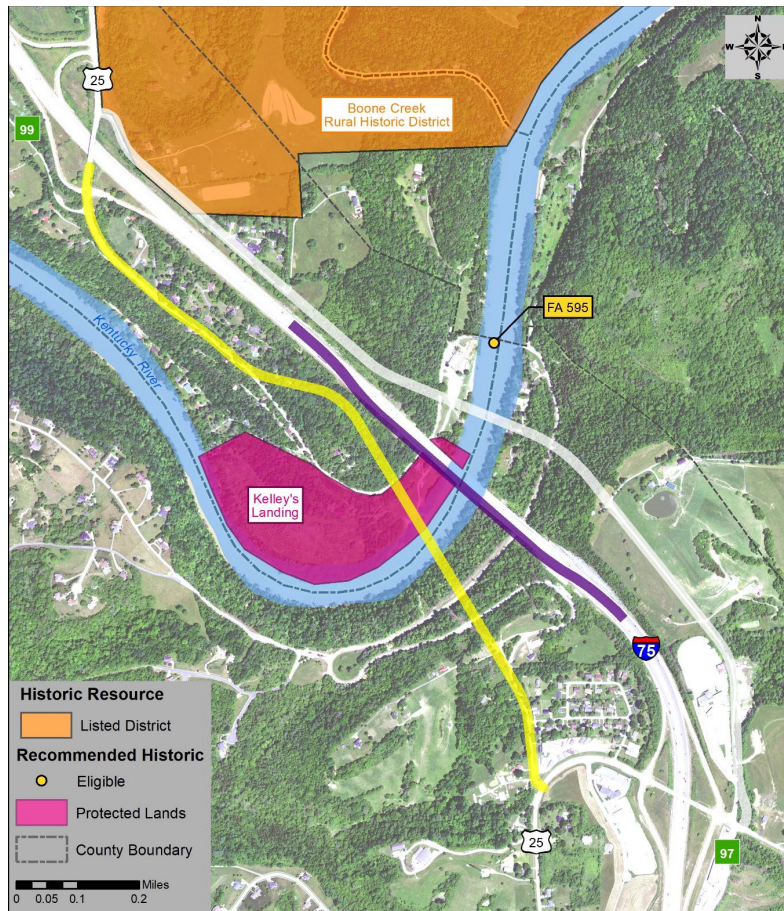 N
W
E
S
25
99
Boone Creek
Rural Historic District
FA 595
Kentucky River
Kelley's
Landing
75
25
97
Historic Resource
Listed District
Recommended Historic
Eligible
Protected Lands
County Boundary
Miles
0 0.05 0.1 0.2